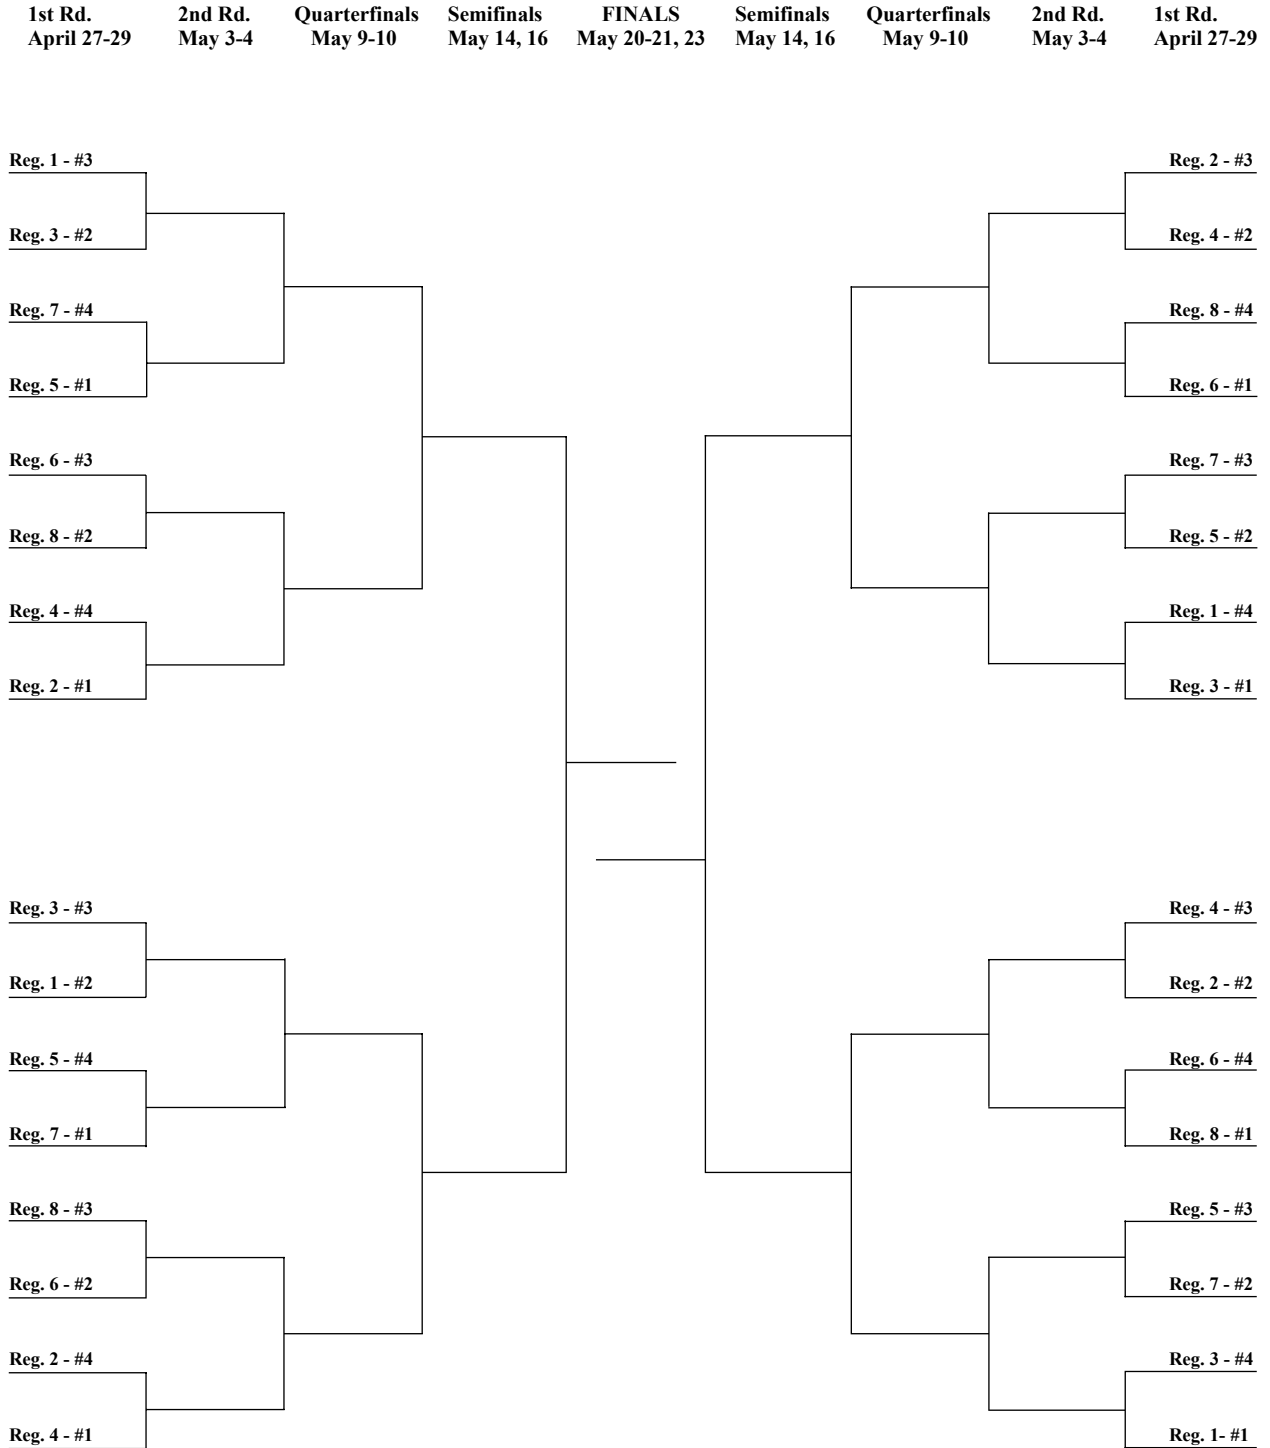 1st Rd. 2nd Rd. Quarterfinals Semifinals FINALS Semifinals Quarterfinals 2nd Rd. 1st Rd.
April 27-29 May 3-4 May 9-10 May 14, 16 May 20-21, 23 May 14, 16 May 9-10 May 3-4 April 27-29
Reg. 1 - #3 Reg. 2 - #3
Reg. 3 - #2 Reg. 4 - #2
Reg. 7 - #4 Reg. 8 - #4
Reg. 5 - #1 Reg. 6 - #1
Reg. 6 - #3 Reg. 7 - #3
Reg. 8 - #2 Reg. 5 - #2
Reg. 4 - #4 Reg. 1 - #4
Reg. 2 - #1 Reg. 3 - #1
Reg. 3 - #3 Reg. 4 - #3
Reg. 1 - #2 Reg. 2 - #2
Reg. 5 - #4 Reg. 6 - #4
Reg. 7 - #1 Reg. 8 - #1
Reg. 8 - #3 Reg. 5 - #3
Reg. 6 - #2 Reg. 7 - #2
Reg. 2 - #4 Reg. 3 - #4
Reg. 4 - #1 Reg. 1- #1